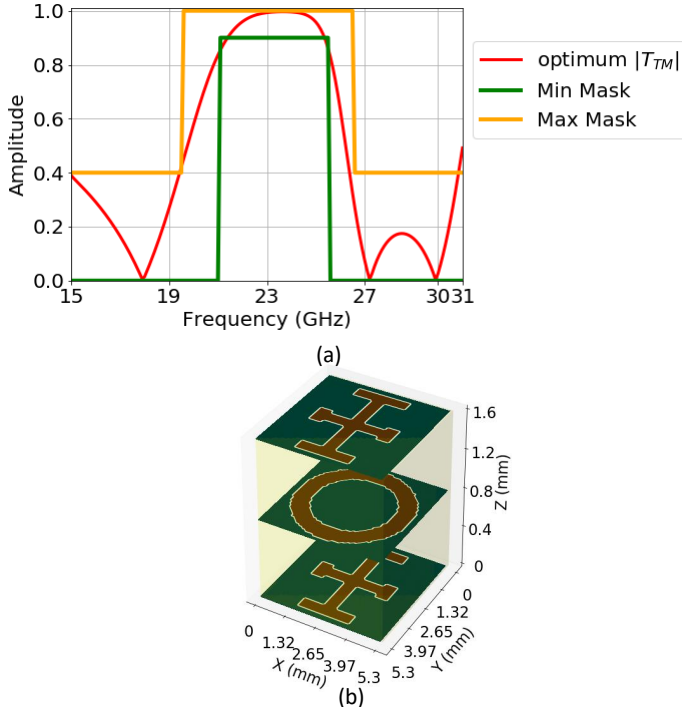 1.0
0.8
0.6
0.4
0.2
0.0
Amplitude
15 19 23 27 30 31
Frequency (GHz)
optimum |T_TM|
Min Mask
Max Mask
(a)
1.6
1.2
0.8
0.4
0
Z (mm)
0
1.32
2.65
3.97
5.3
Y (mm)
0
1.32
2.65
3.97
5.3
X (mm)
(b)